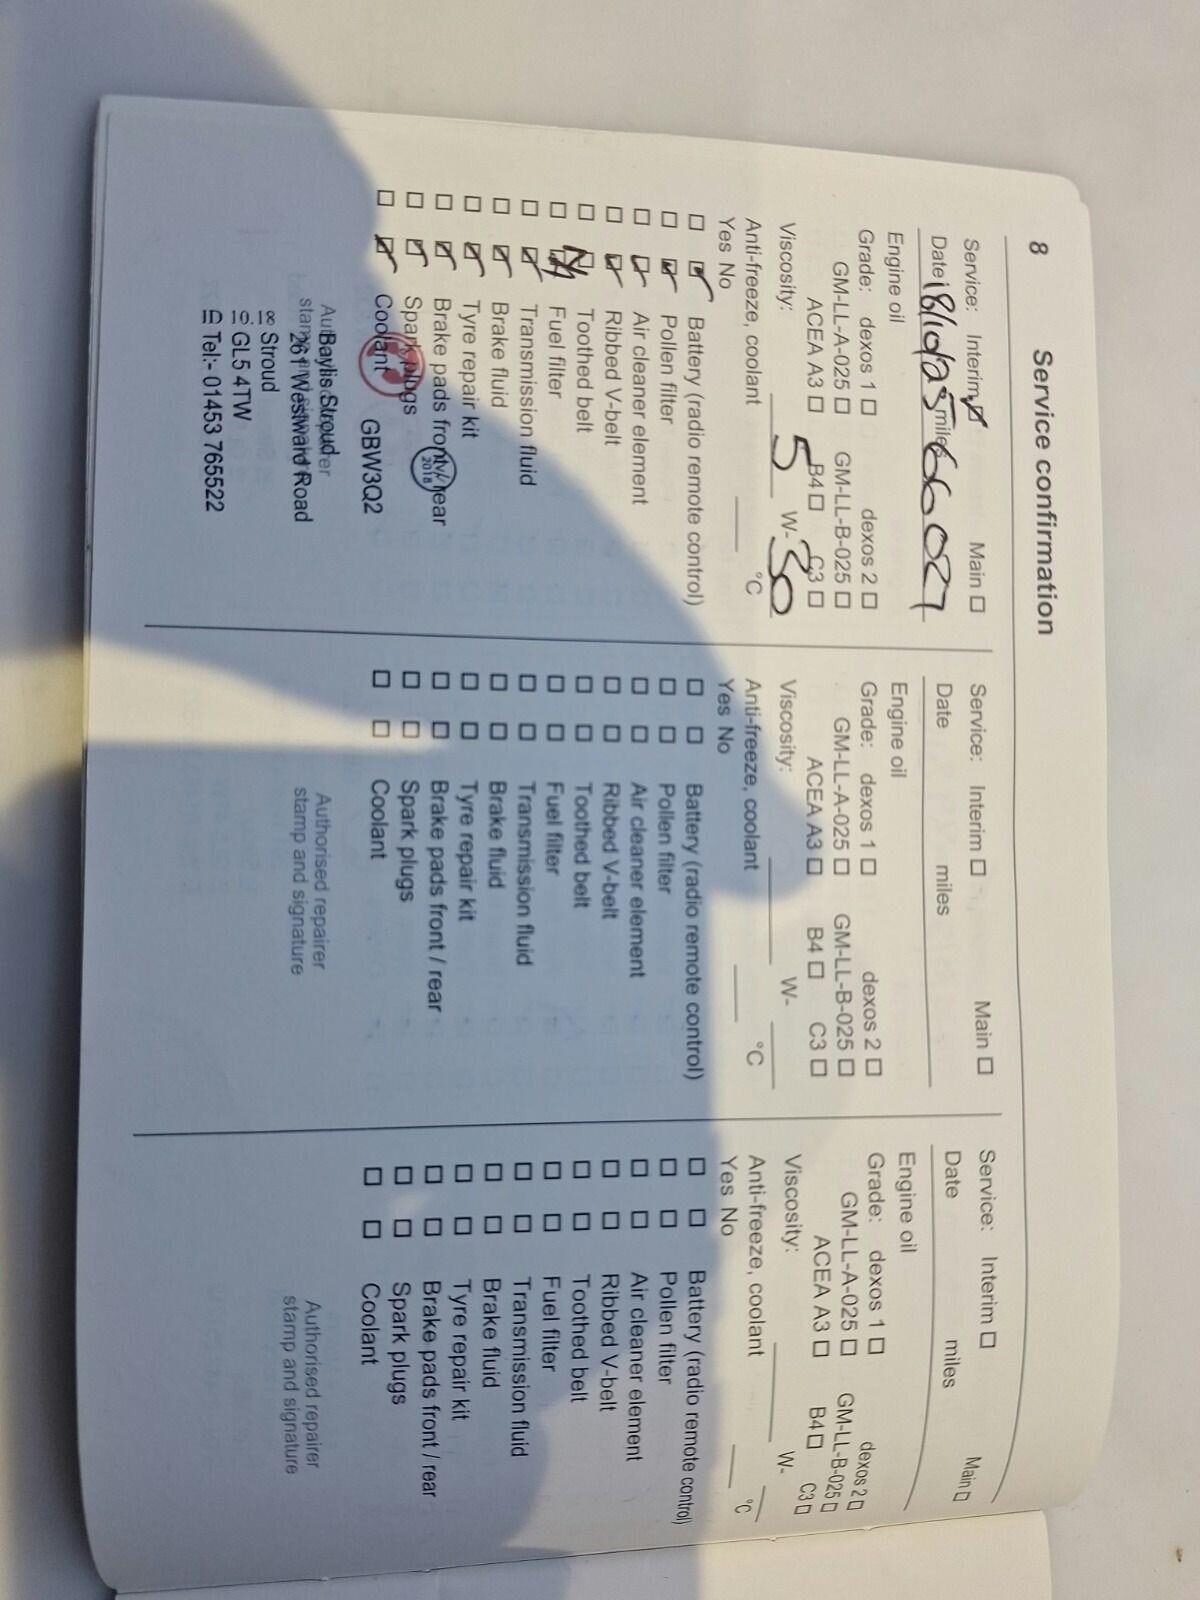 8
Service confirmation
Service: Interim ☑ Main ☐
Date miles 66027
Engine oil
Grade: dexos 1 ☐ dexos 2 ☐
GM-LL-A-025 ☐ GM-LL-B-025 ☐
ACEA A3 ☐ B4 ☐ C3 ☐
Viscosity: 5 W- 30
Anti-freeze, coolant °C
Yes No
☐ ☑ Battery (radio remote control)
☐ ☑ Pollen filter
☐ ☑ Air cleaner element
☐ ☑ Ribbed V-belt
☐ ☑ Toothed belt
☐ ☑ Fuel filter
☐ ☑ Transmission fluid
☐ ☑ Brake fluid
☐ ☑ Tyre repair kit
☐ ☑ Brake pads front / rear
☐ ☑ Spark plugs
☐ ☑ Coolant
2018
GBW3Q2
Baylis Stroud
261 Westward Road
Stroud
GL5 4TW
Tel:- 01453 765522
Service: Interim ☐ Main ☐
Date miles
Engine oil
Grade: dexos 1 ☐ dexos 2 ☐
GM-LL-A-025 ☐ GM-LL-B-025 ☐
ACEA A3 ☐ B4 ☐ C3 ☐
Viscosity: W-
Anti-freeze, coolant °C
Yes No
☐ ☐ Battery (radio remote control)
☐ ☐ Pollen filter
☐ ☐ Air cleaner element
☐ ☐ Ribbed V-belt
☐ ☐ Toothed belt
☐ ☐ Fuel filter
☐ ☐ Transmission fluid
☐ ☐ Brake fluid
☐ ☐ Tyre repair kit
☐ ☐ Brake pads front / rear
☐ ☐ Spark plugs
☐ ☐ Coolant
Authorised repairer
stamp and signature
Service: Interim ☐ Main ☐
Date miles
Engine oil
Grade: dexos 1 ☐ dexos 2 ☐
GM-LL-A-025 ☐ GM-LL-B-025 ☐
ACEA A3 ☐ B4 ☐ C3 ☐
Viscosity: W-
Anti-freeze, coolant °C
Yes No
☐ ☐ Battery (radio remote control)
☐ ☐ Pollen filter
☐ ☐ Air cleaner element
☐ ☐ Ribbed V-belt
☐ ☐ Toothed belt
☐ ☐ Fuel filter
☐ ☐ Transmission fluid
☐ ☐ Brake fluid
☐ ☐ Tyre repair kit
☐ ☐ Brake pads front / rear
☐ ☐ Spark plugs
☐ ☐ Coolant
Authorised repairer
stamp and signature